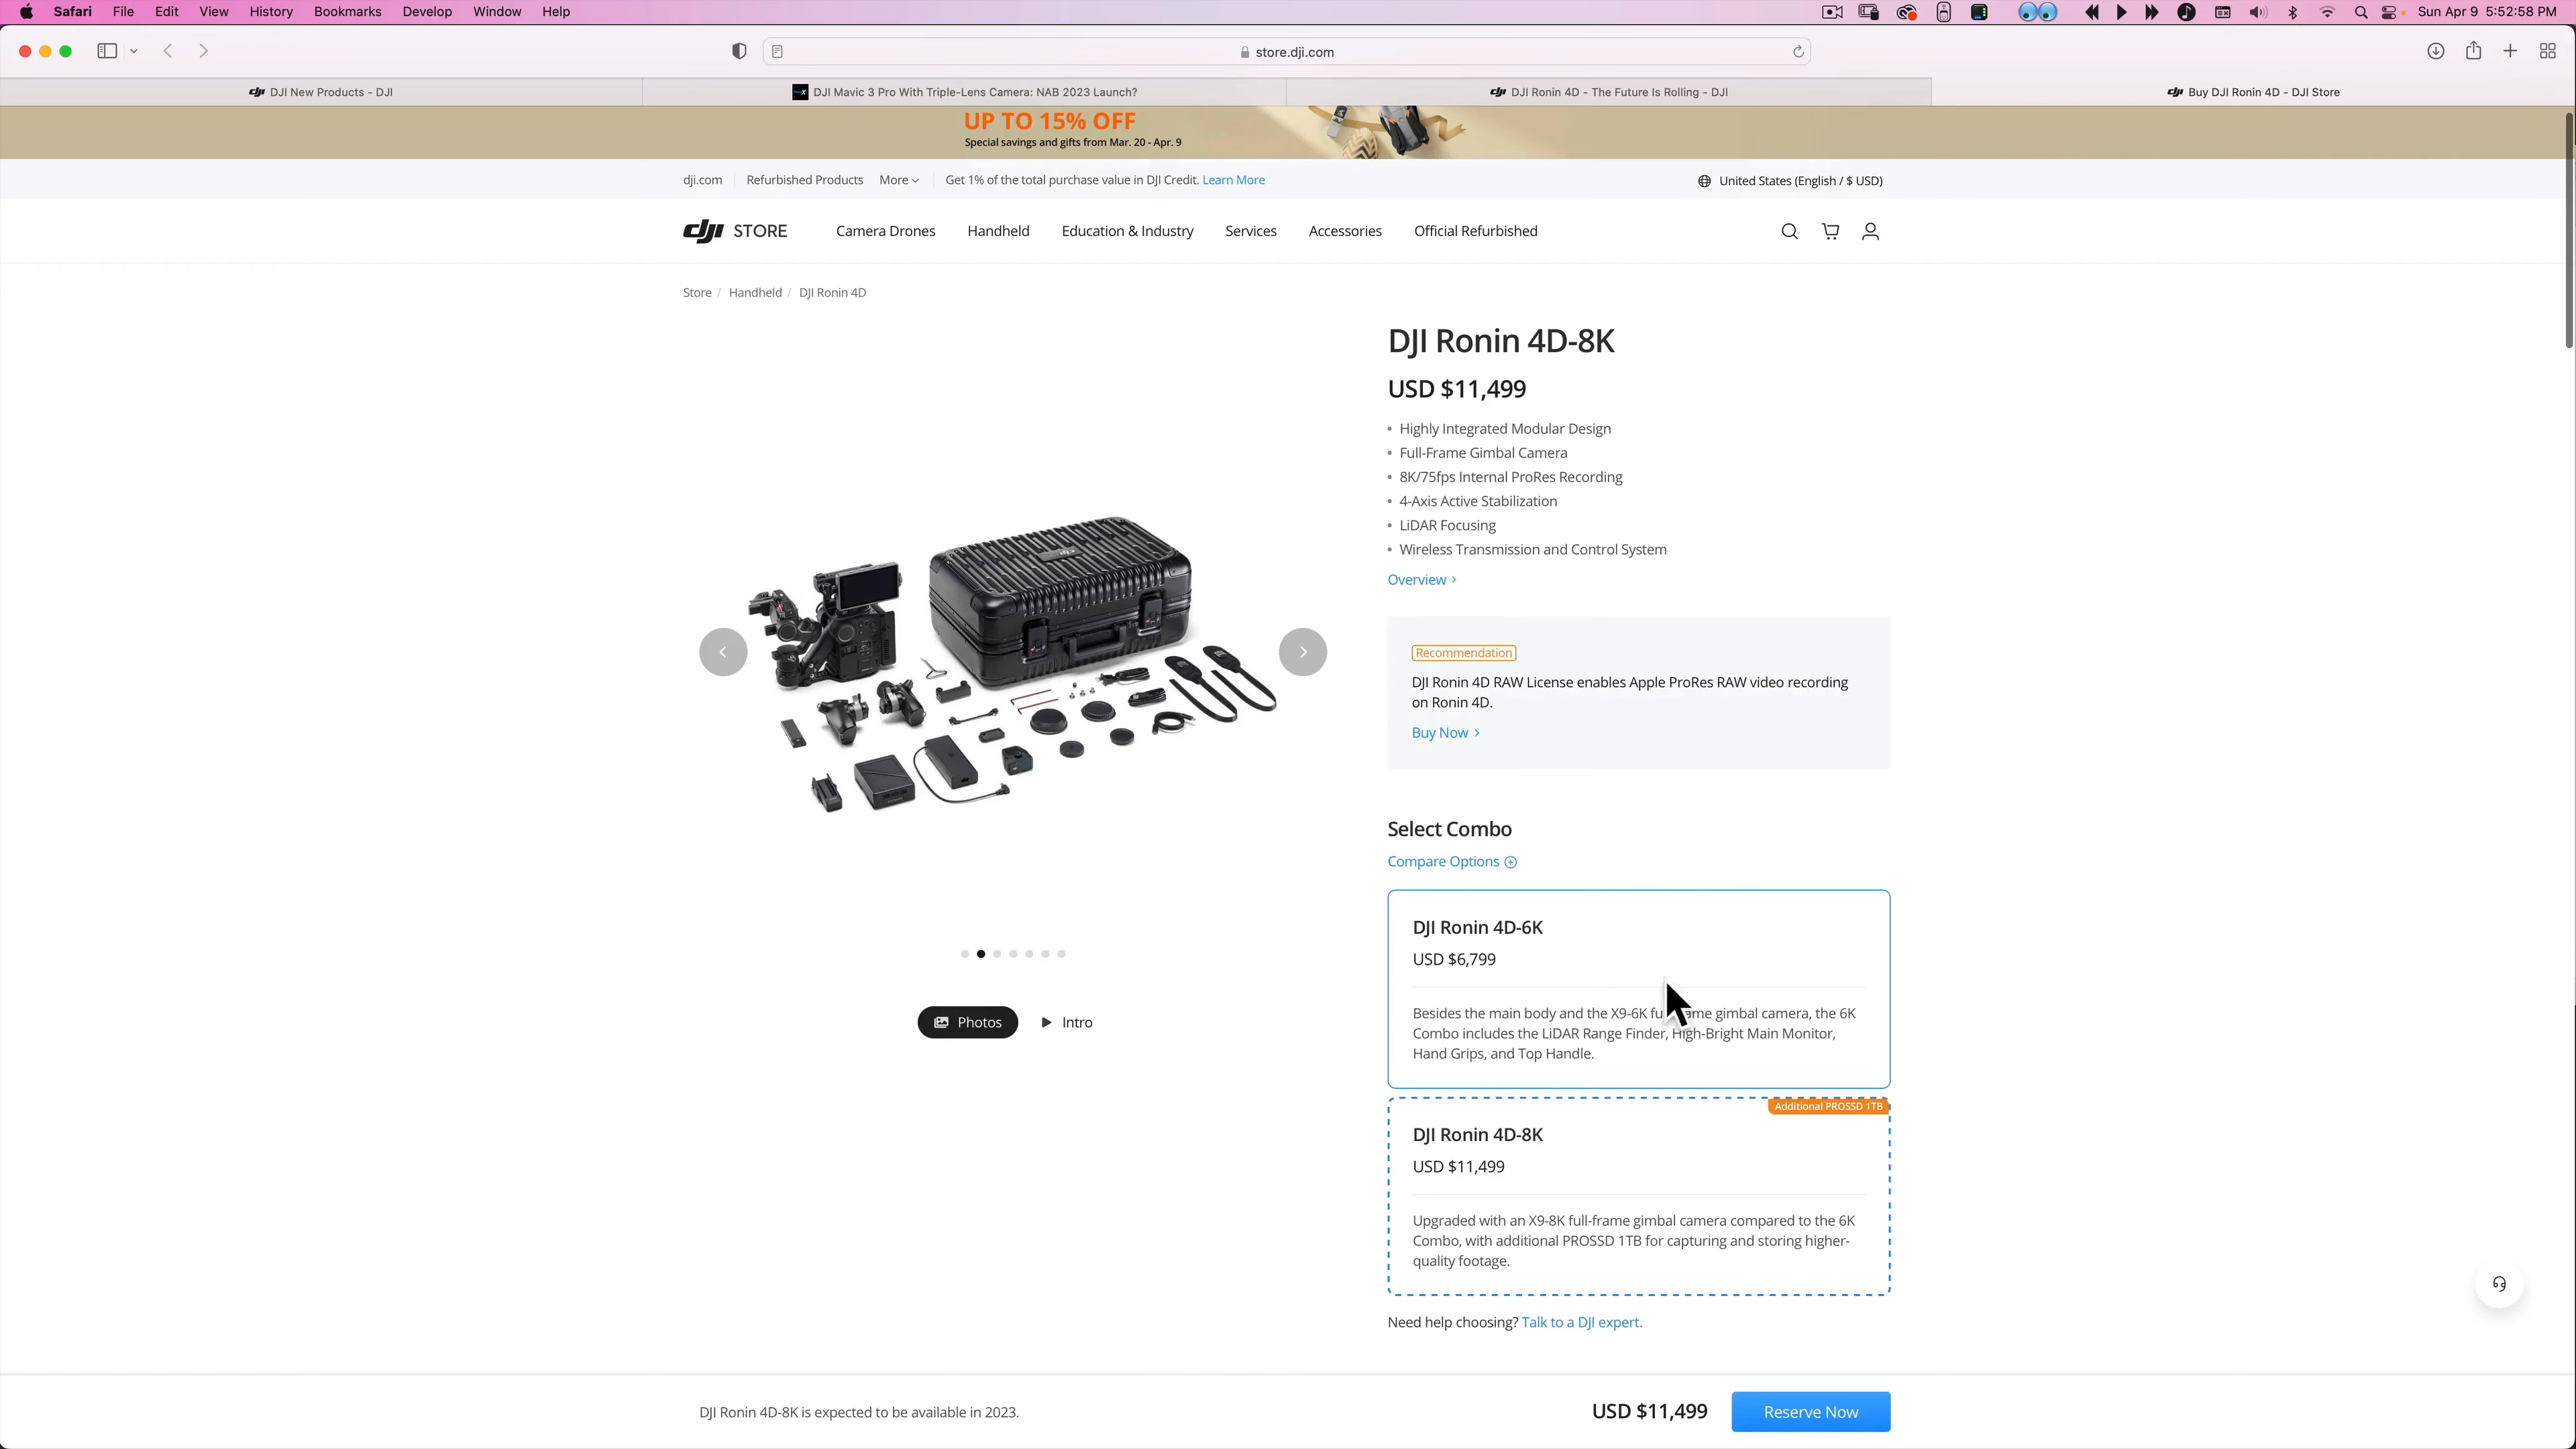 Safari File Edit View History Bookmarks Develop Window Help Sun Apr 9 5:52:58 PM
store.dji.com
DJI New Products - DJI
DJI Mavic 3 Pro With Triple-Lens Camera: NAB 2023 Launch?
DJI Ronin 4D - The Future Is Rolling - DJI
Buy DJI Ronin 4D - DJI Store
UP TO 15% OFF
Special savings and gifts from Mar. 20 - Apr. 9
dji.com Refurbished Products More Get 1% of the total purchase value in DJI Credit. Learn More United States (English / $ USD)
dji STORE Camera Drones Handheld Education & Industry Services Accessories Official Refurbished
Store / Handheld / DJI Ronin 4D
DJI Ronin 4D-8K
USD $11,499
• Highly Integrated Modular Design
• Full-Frame Gimbal Camera
• 8K/75fps Internal ProRes Recording
• 4-Axis Active Stabilization
• LiDAR Focusing
• Wireless Transmission and Control System
Overview >
Recommendation
DJI Ronin 4D RAW License enables Apple ProRes RAW video recording
on Ronin 4D.
Buy Now >
Select Combo
Compare Options
DJI Ronin 4D-6K
USD $6,799
Besides the main body and the X9-6K fu me gimbal camera, the 6K
Combo includes the LiDAR Range Finder, High-Bright Main Monitor,
Hand Grips, and Top Handle.
Photos Intro
Additional PROSSD 1TB
DJI Ronin 4D-8K
USD $11,499
Upgraded with an X9-8K full-frame gimbal camera compared to the 6K
Combo, with additional PROSSD 1TB for capturing and storing higher-
quality footage.
Need help choosing? Talk to a DJI expert.
DJI Ronin 4D-8K is expected to be available in 2023. USD $11,499 Reserve Now